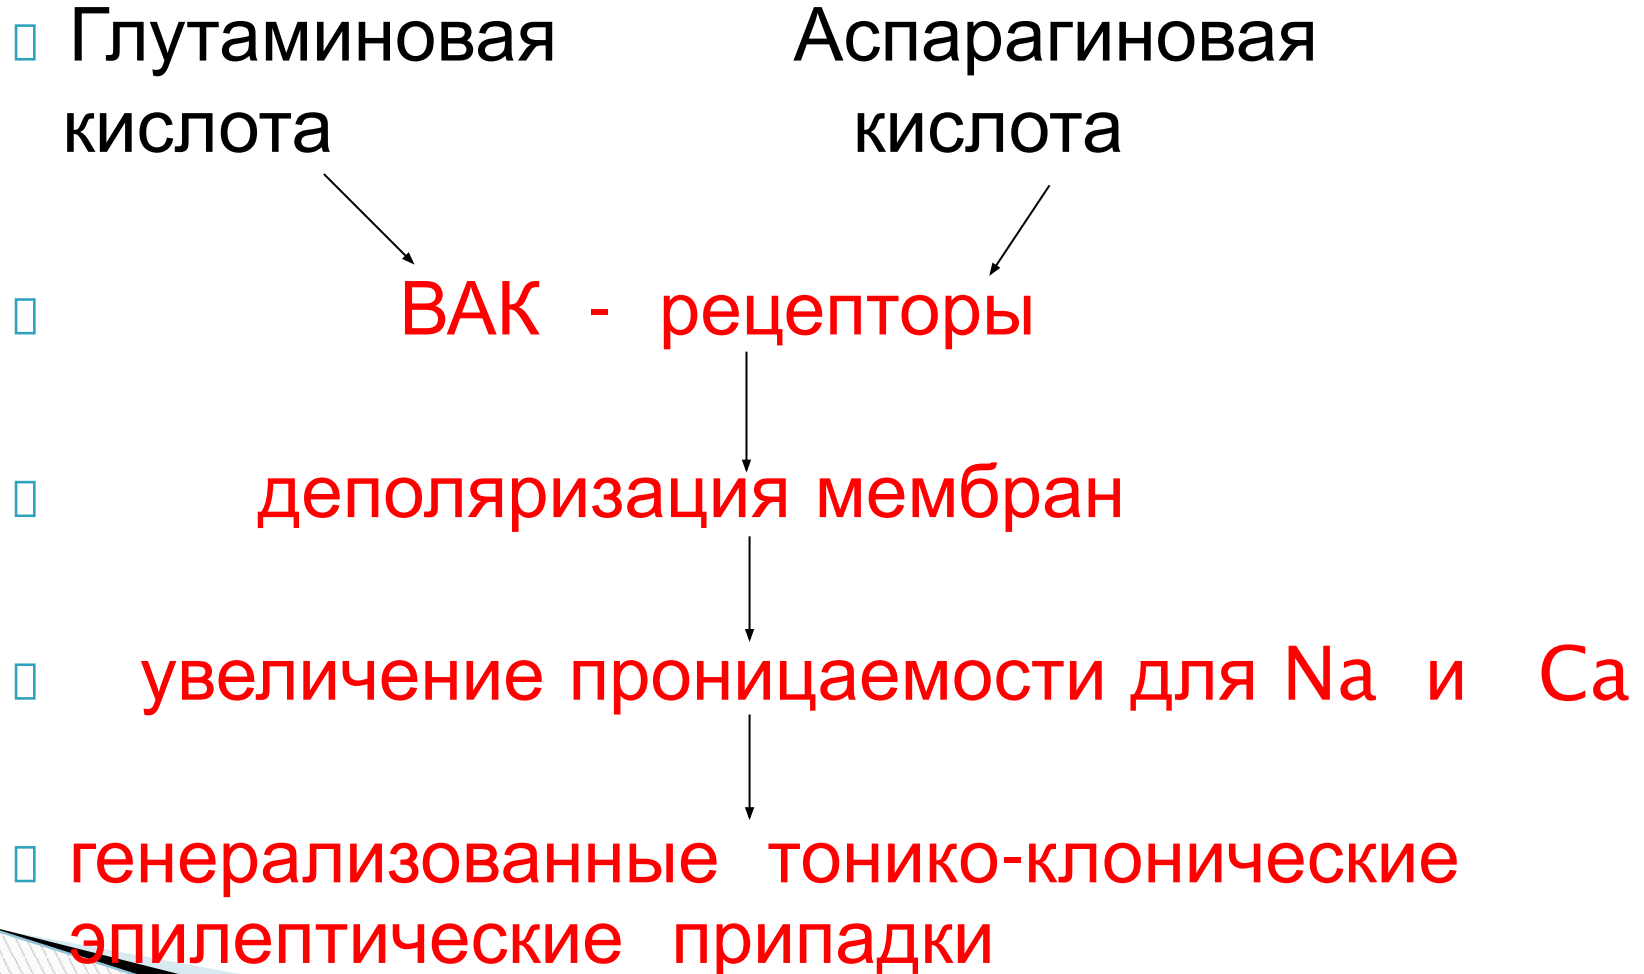 Глутаминовая Аспарагиновая
кислота кислота
ВАК - рецепторы
деполяризация мембран
увеличение проницаемости для Na и Ca
генерализованные тонико-клонические
эпилептические припадки